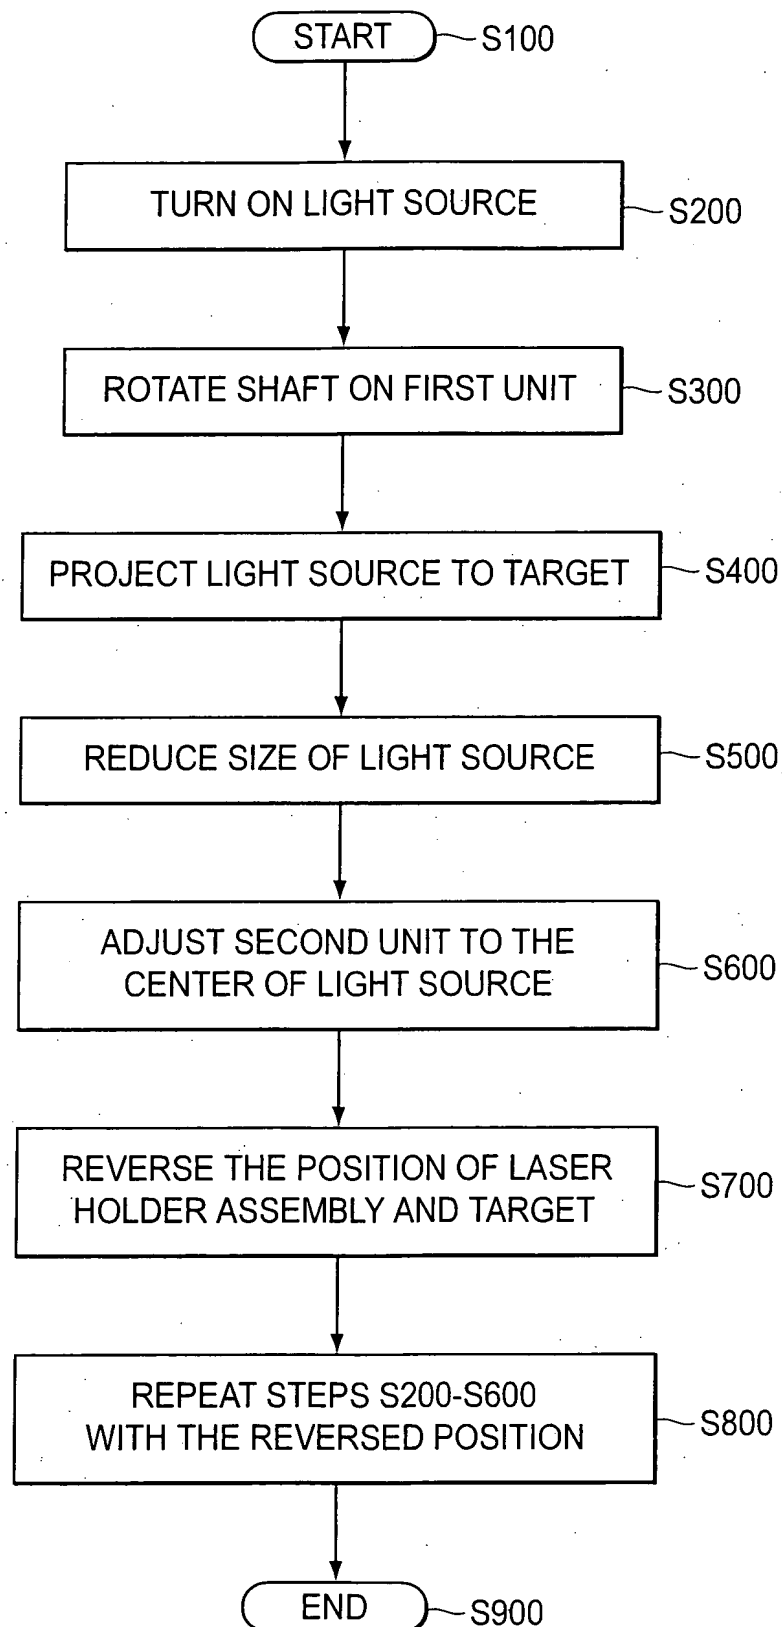 START
S100
TURN ON LIGHT SOURCE
S200
ROTATE SHAFT ON FIRST UNIT
S300
PROJECT LIGHT SOURCE TO TARGET
S400
REDUCE SIZE OF LIGHT SOURCE
S500
ADJUST SECOND UNIT TO THE
CENTER OF LIGHT SOURCE
S600
REVERSE THE POSITION OF LASER
HOLDER ASSEMBLY AND TARGET
S700
REPEAT STEPS S200-S600
WITH THE REVERSED POSITION
S800
END
S900